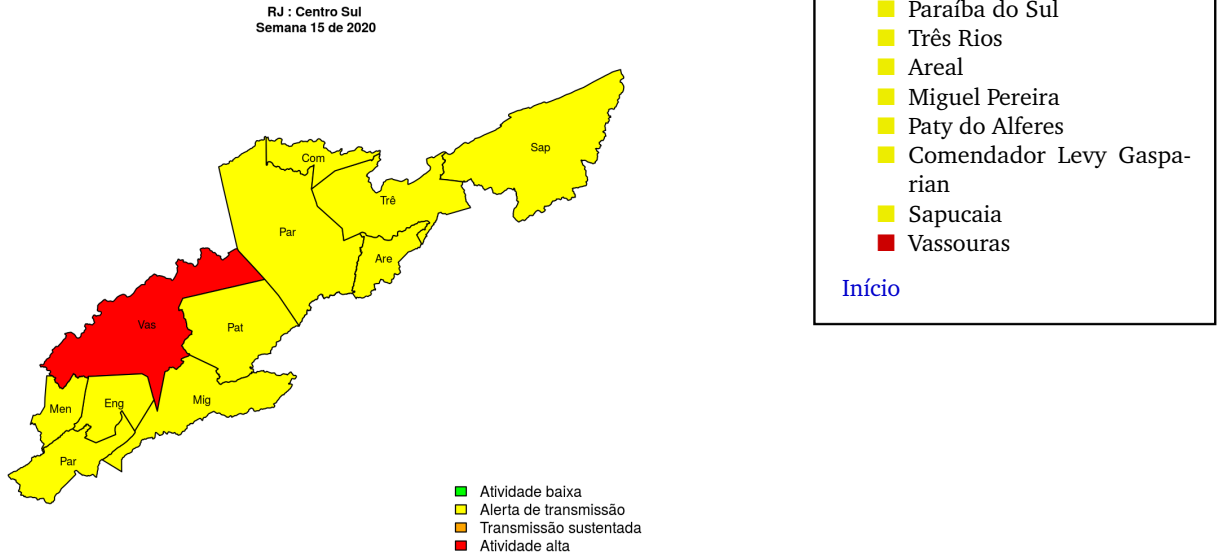 RJ : Centro Sul
Semana 15 de 2020
Sap
Com
Trê
Par
Are
Vas
Pat
Men
Eng
Mig
Par
Atividade baixa
Alerta de transmissão
Transmissão sustentada
Atividade alta
Paraíba do Sul
Três Rios
Areal
Miguel Pereira
Paty do Alferes
Comendador Levy Gaspa-
rian
Sapucaia
Vassouras
Início